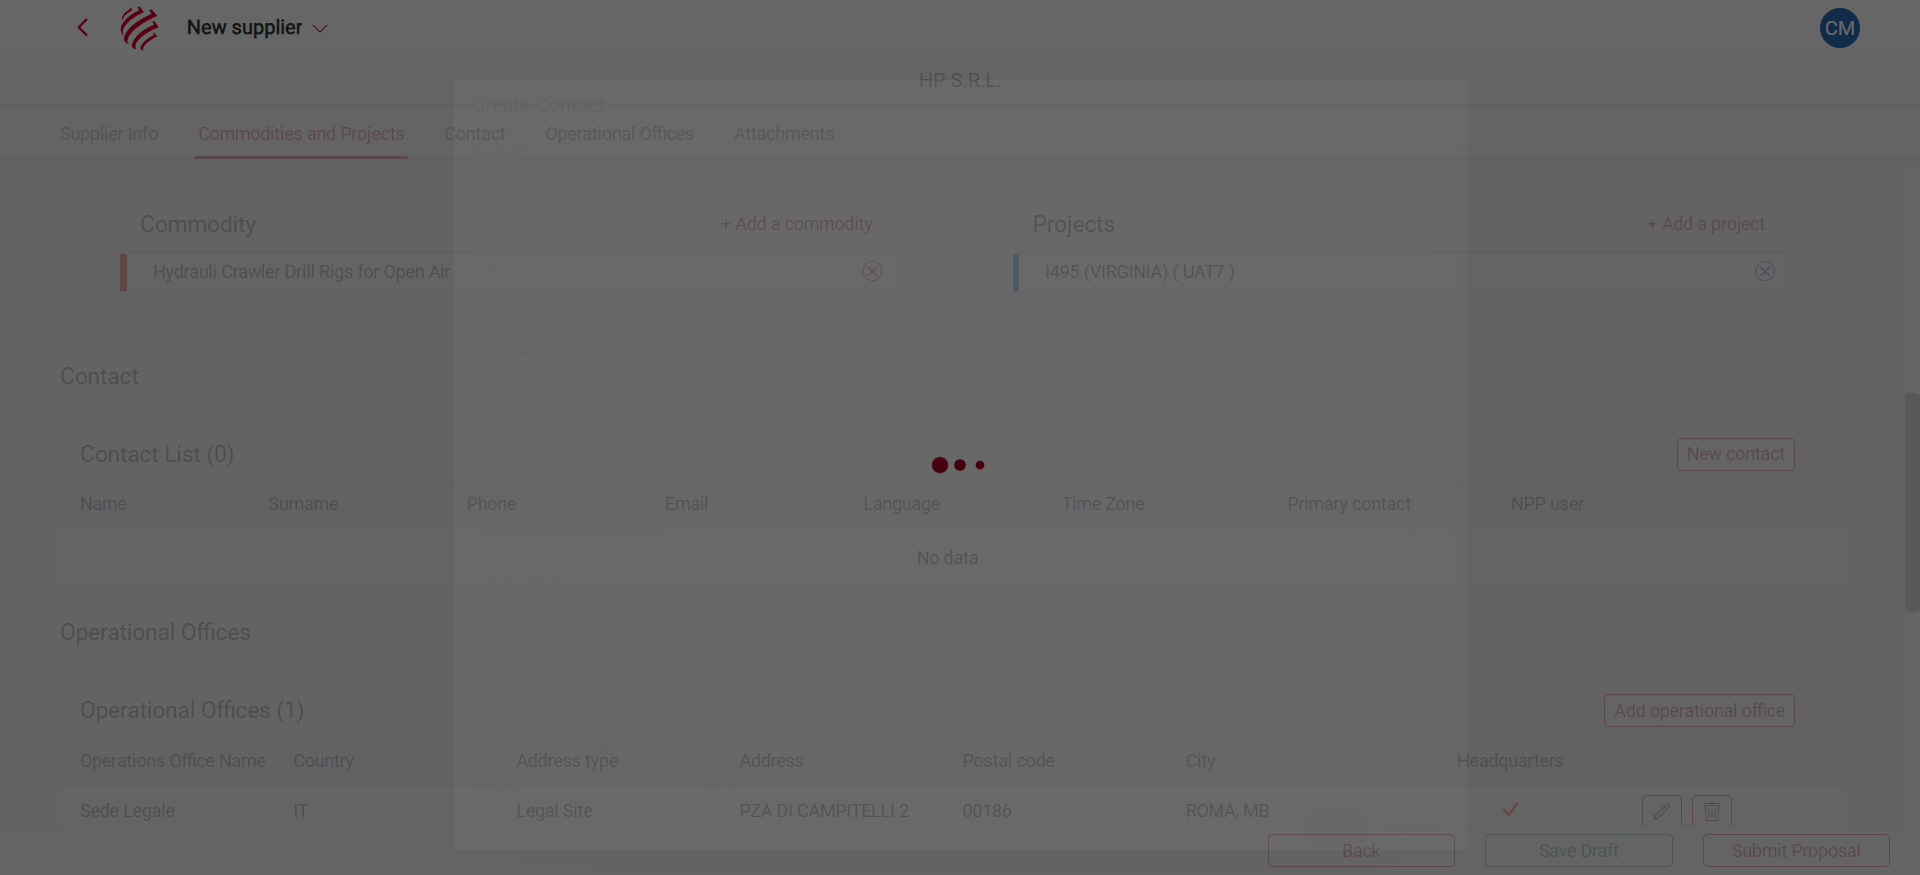 New supplier
CM
HP S.R.L.
Create Contact
Supplier Info Commodities and Projects Contact Operational Offices Attachments
Commodity + Add a commodity Projects + Add a project
Hydrauli Crawler Drill Rigs for Open Air i495 (VIRGINIA) ( UAT7 )
Contact
Contact List (0) New contact
Name Surname Phone Email Language Time Zone Primary contact NPP user
No data
Operational Offices
Operational Offices (1) Add operational office
Operations Office Name Country Address type Address Postal code City Headquarters
Sede Legale IT Legal Site PZA DI CAMPITELLI 2 00186 ROMA, MB
Back Save Draft Submit Proposal